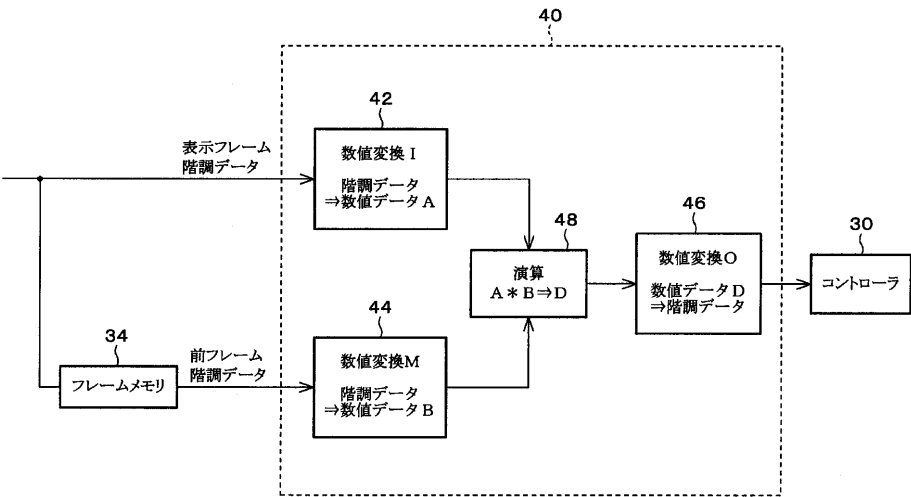 40
42
表示フレーム
階調データ
数値変換I
階調データ
⇒数値データA
48
演算
A*B⇒D
46
数値変換O
数値データD
⇒階調データ
30
コントローラ
34
フレームメモリ
前フレーム
階調データ
44
数値変換M
階調データ
⇒数値データB